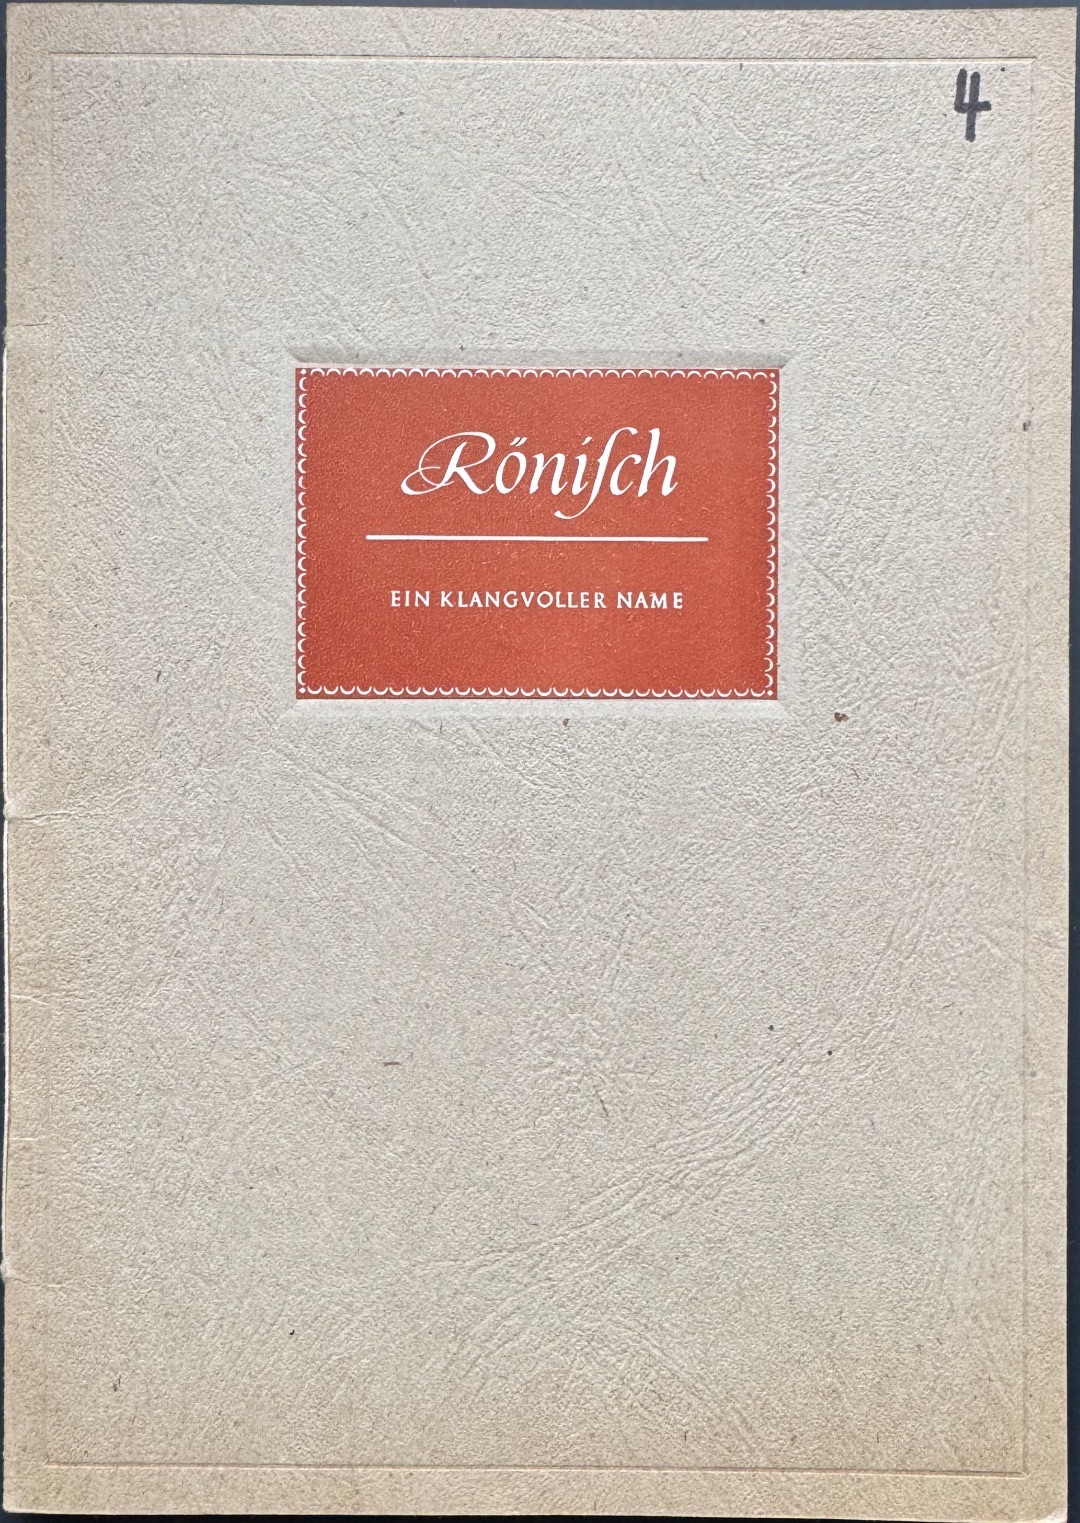 4
Röniſch
EIN KLANGVOLLER NAME